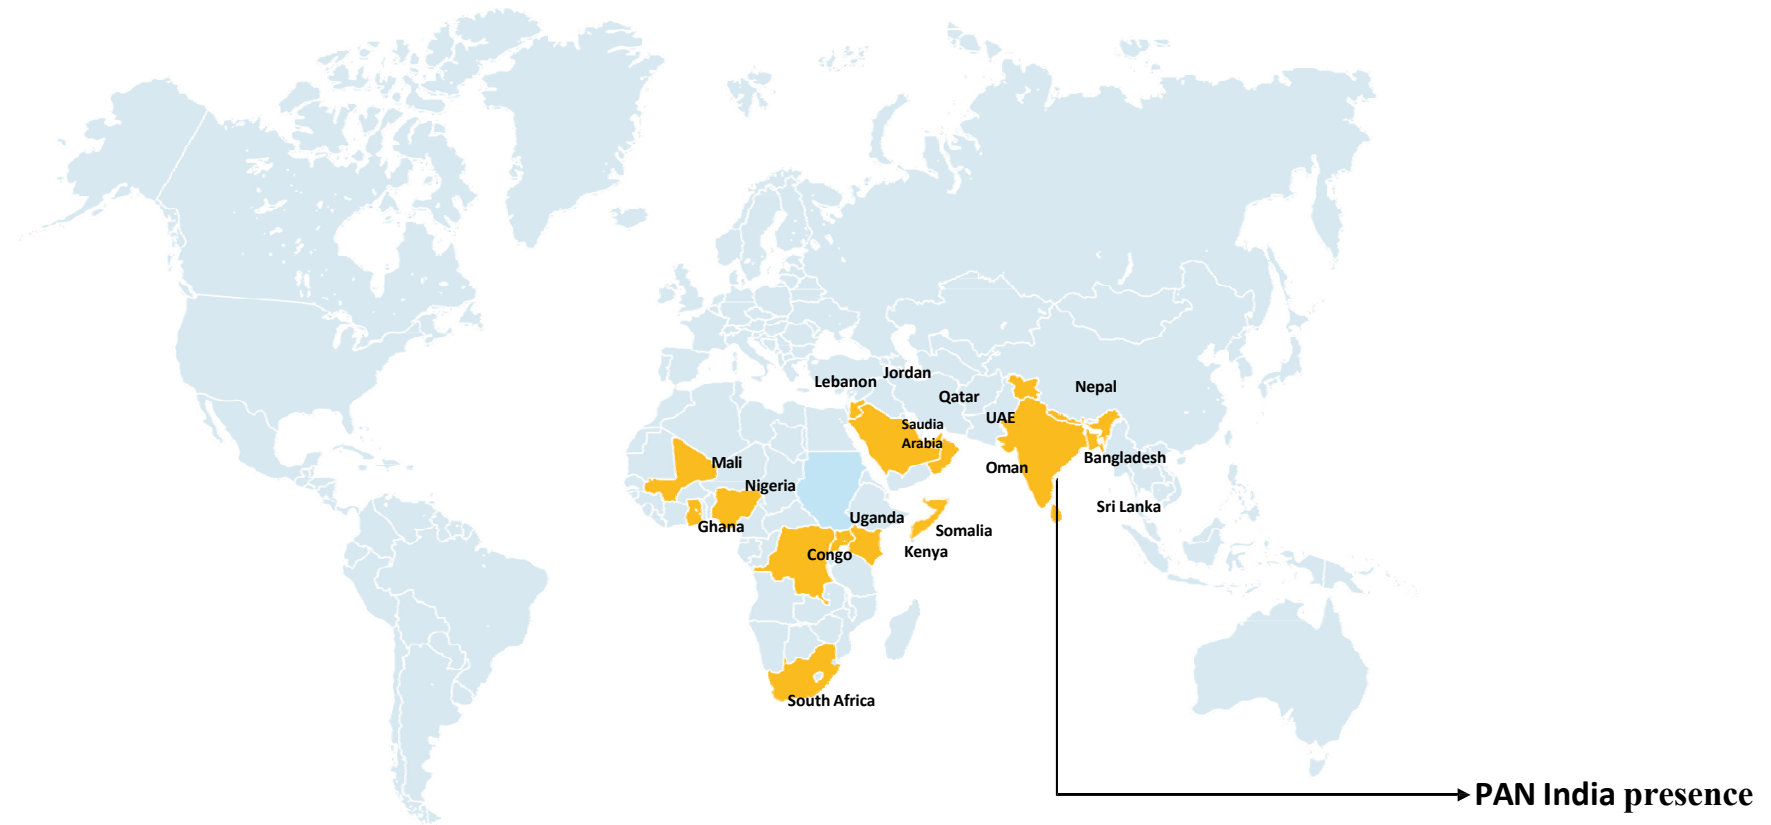 Jordan
Lebanon
Nepal
Qatar
UAE
Saudia
Arabia
Mali
Bangladesh
Oman
Nigeria
Sri Lanka
Uganda
Ghana
Somalia
Kenya
Congo
South Africa
PAN India presence